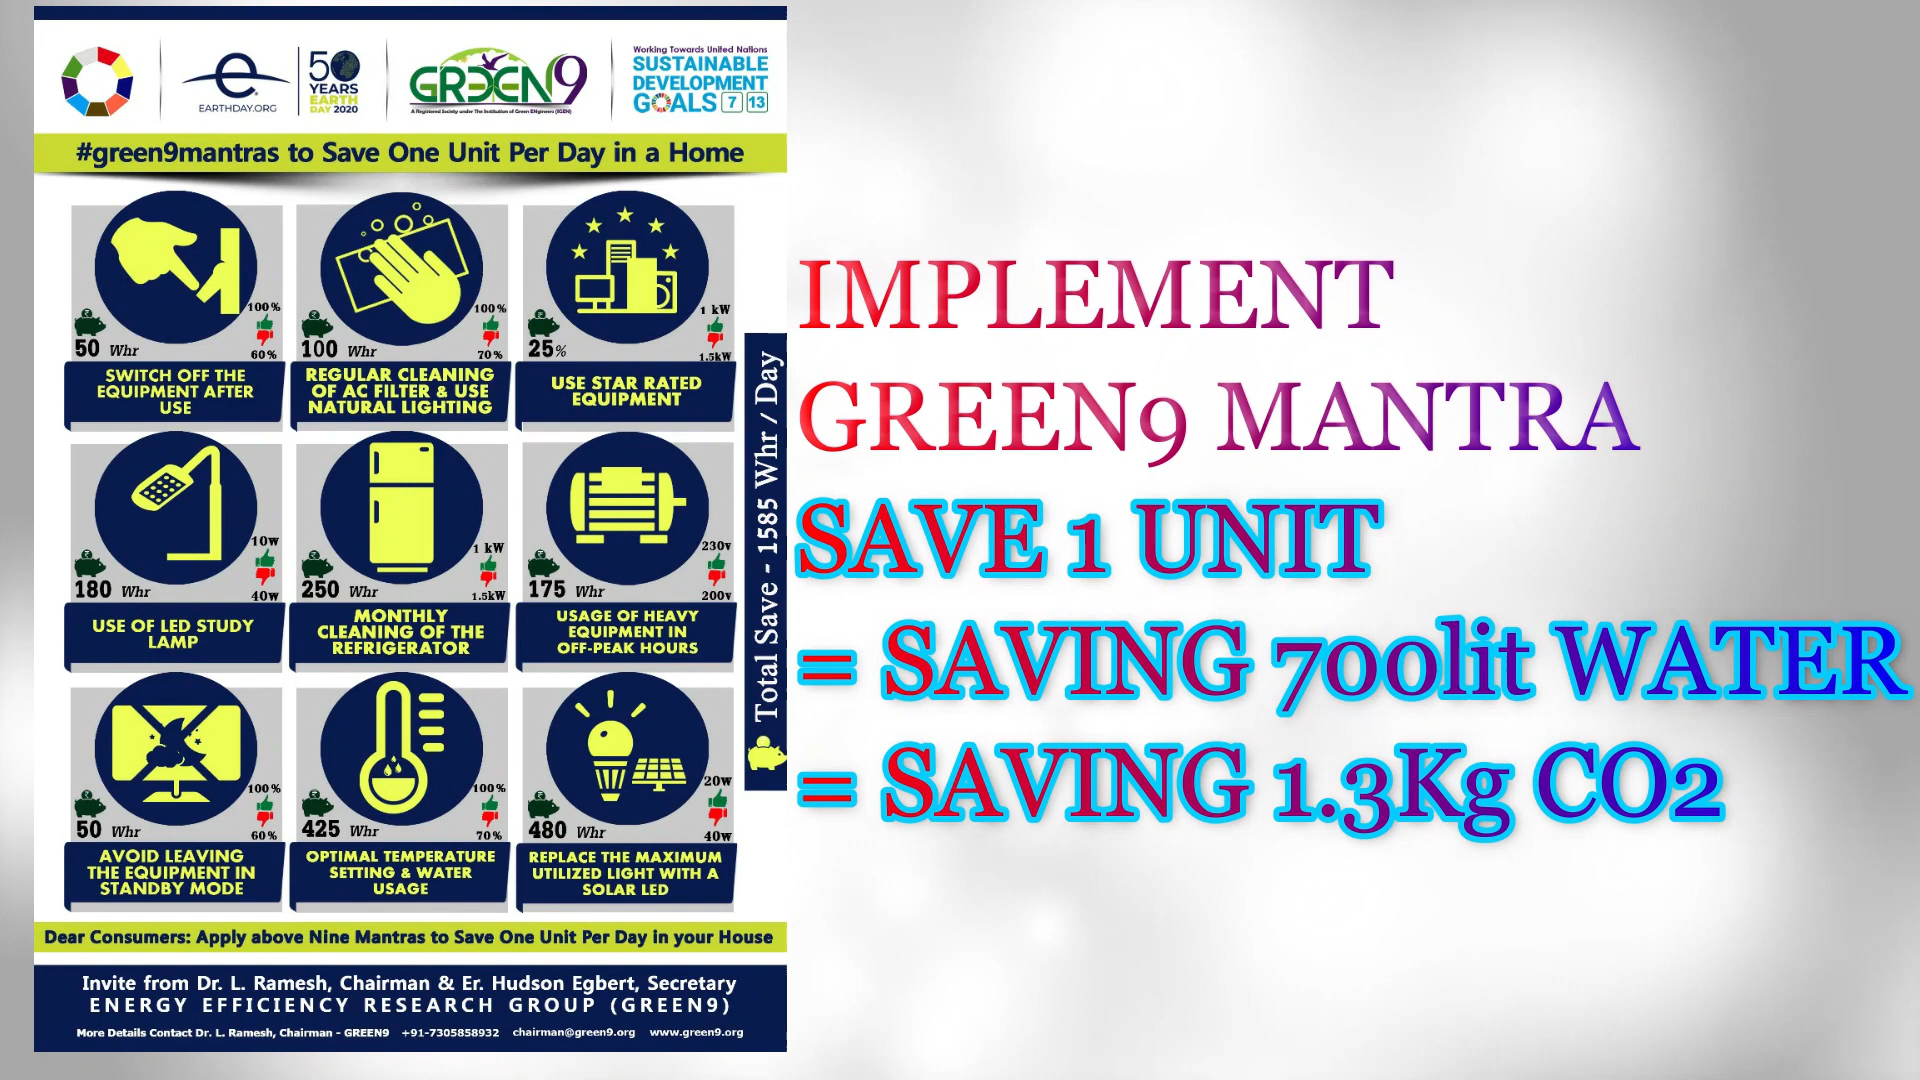 EARTHDAY.ORG
50
YEARS
EARTH
DAY 2020
GREEN9
A Registered Society under The Institution of Green ENgineers (IGEN)
Working Towards United Nations
SUSTAINABLE
DEVELOPMENT
GOALS 7 13
#green9mantras to Save One Unit Per Day in a Home
100%
50 Whr
60%
SWITCH OFF THE
EQUIPMENT AFTER
USE
100%
100 Whr
70%
REGULAR CLEANING
OF AC FILTER & USE
NATURAL LIGHTING
1 kW
25%
1.5kW
USE STAR RATED
EQUIPMENT
10w
180 Whr
40w
USE OF LED STUDY
LAMP
1 kW
250 Whr
1.5kW
MONTHLY
CLEANING OF THE
REFRIGERATOR
230v
175 Whr
200v
USAGE OF HEAVY
EQUIPMENT IN
OFF-PEAK HOURS
100%
50 Whr
60%
AVOID LEAVING
THE EQUIPMENT IN
STANDBY MODE
100%
425 Whr
70%
OPTIMAL TEMPERATURE
SETTING & WATER
USAGE
20w
480 Whr
40w
REPLACE THE MAXIMUM
UTILIZED LIGHT WITH A
SOLAR LED
Total Save - 1585 Whr / Day
Dear Consumers: Apply above Nine Mantras to Save One Unit Per Day in your House
Invite from Dr. L. Ramesh, Chairman & Er. Hudson Egbert, Secretary
ENERGY EFFICIENCY RESEARCH GROUP (GREEN9)
More Details Contact Dr. L. Ramesh, Chairman - GREEN9 +91-7305858932 chairman@green9.org www.green9.org
IMPLEMENT
GREEN9 MANTRA
SAVE 1 UNIT
= SAVING 700lit WATER
= SAVING 1.3Kg CO2